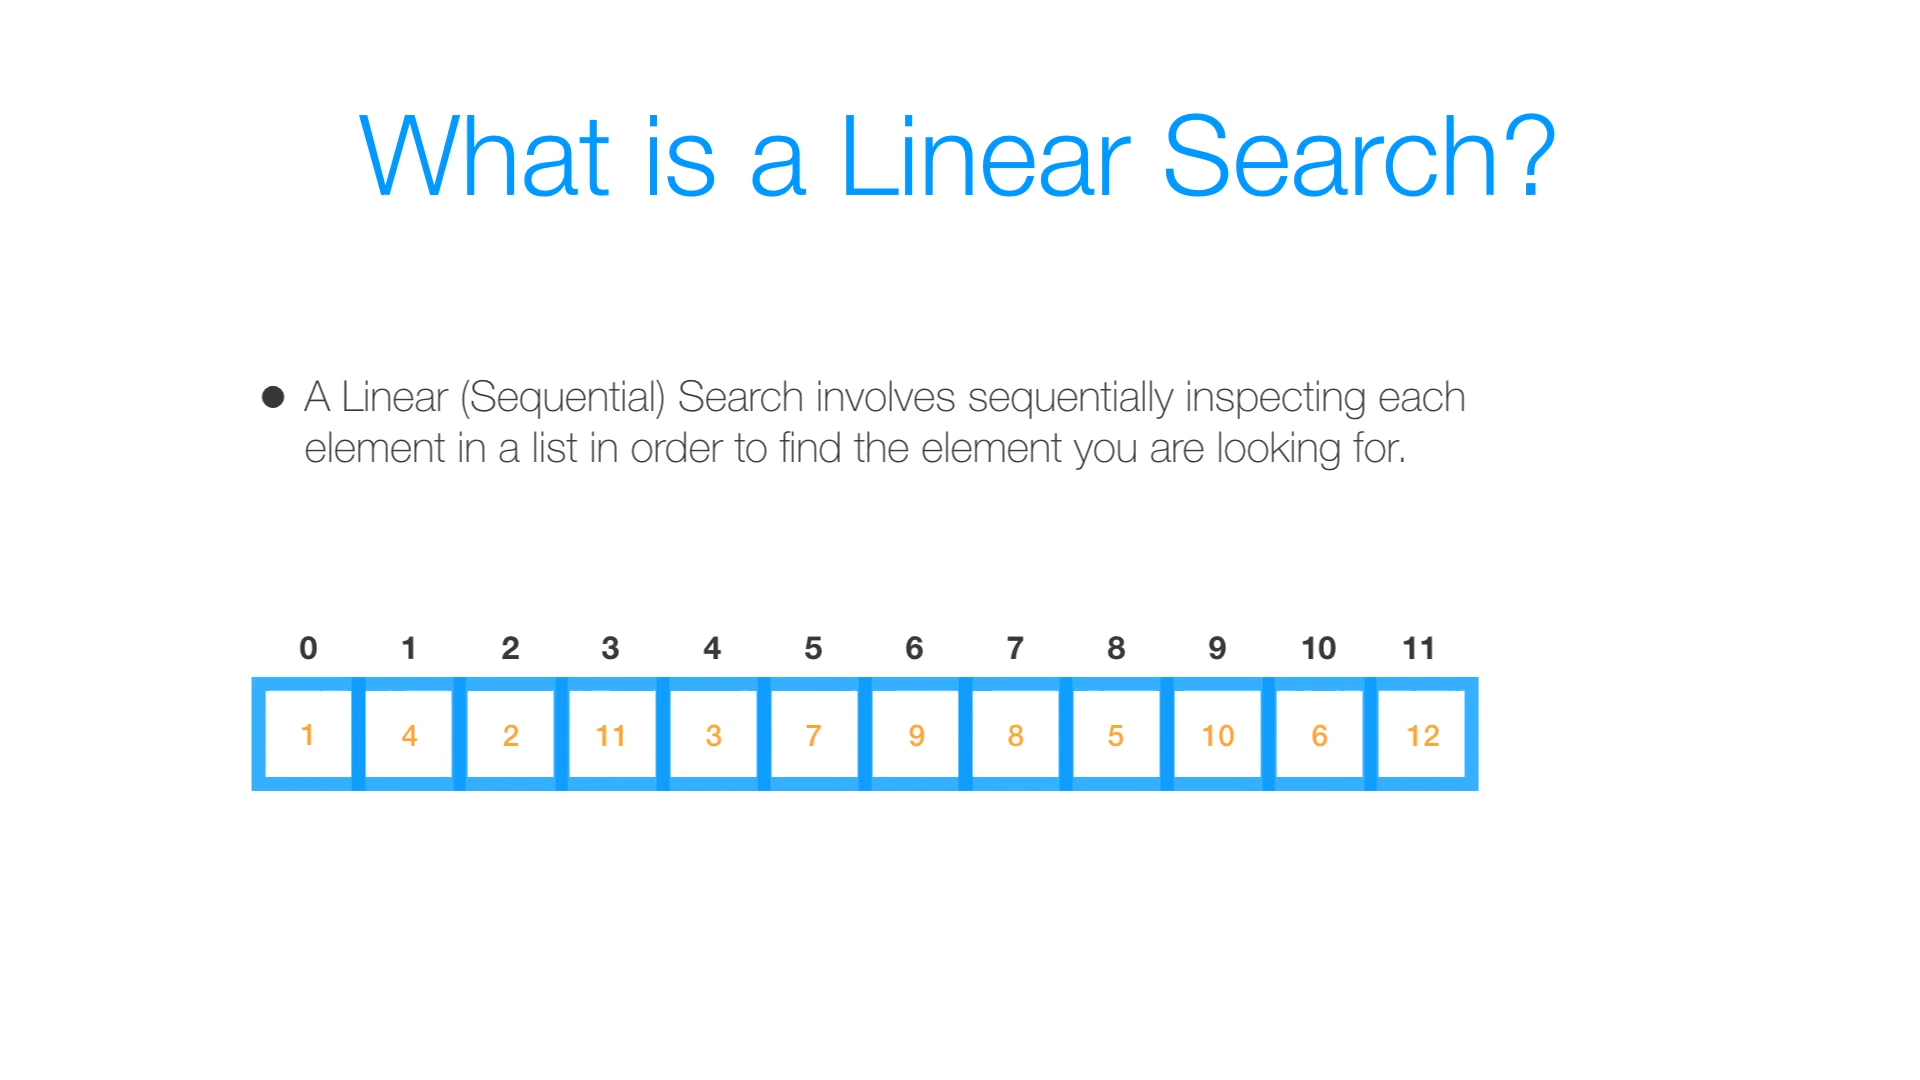 What is a Linear Search?
● A Linear (Sequential) Search involves sequentially inspecting each
element in a list in order to find the element you are looking for.
0 1 2 3 4 5 6 7 8 9 10 11
1 4 2 11 3 7 9 8 5 10 6 12